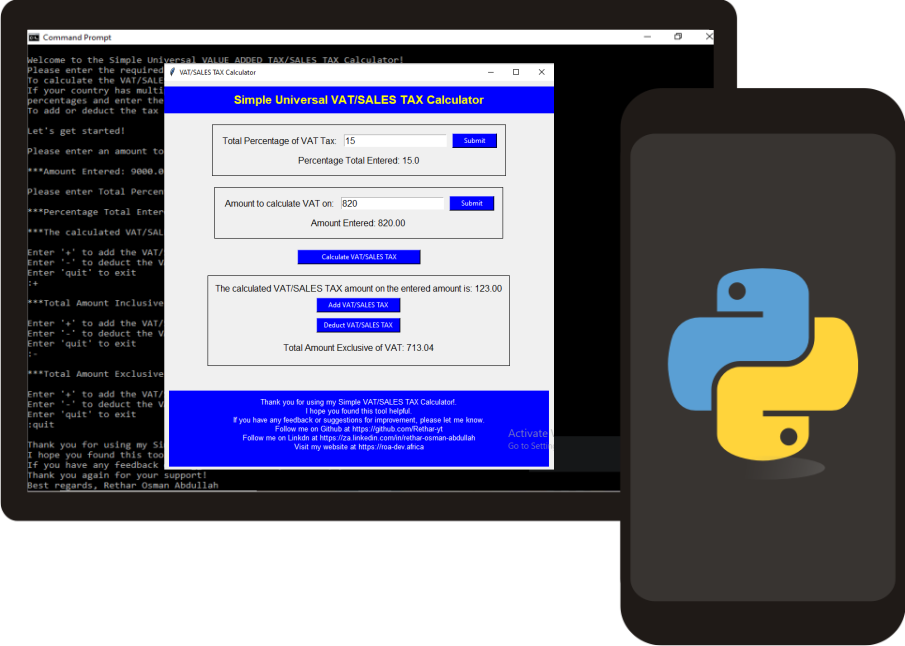 Command Prompt
Welcome to the Simple Universal VALUE ADDED TAX/SALES TAX Calculator!
Please enter the required
To calculate the VAT/SALE
If your country has multi
percentages and enter the
To add or deduct the tax
Let's get started!
Please enter an amount to
***Amount Entered: 9000.0
Please enter Total Percen
***Percentage Total Enter
***The calculated VAT/SAL
Enter '+' to add the VAT/
Enter '-' to deduct the V
Enter 'quit' to exit
:+
***Total Amount Inclusive
Enter '+' to add the VAT/
Enter '-' to deduct the V
Enter 'quit' to exit
:-
***Total Amount Exclusive
Enter '+' to add the VAT/
Enter '-' to deduct the V
Enter 'quit' to exit
:quit
Thank you for using my Si
I hope you found this too
If you have any feedback
Thank you again for your support!
Best regards, Rethar Osman Abdullah
VAT/SALES TAX Calculator
Simple Universal VAT/SALES TAX Calculator
Total Percentage of VAT Tax: 15 Submit
Percentage Total Entered: 15.0
Amount to calculate VAT on: 820 Submit
Amount Entered: 820.00
Calculate VAT/SALES TAX
The calculated VAT/SALES TAX amount on the entered amount is: 123.00
Add VAT/SALES TAX
Deduct VAT/SALES TAX
Total Amount Exclusive of VAT: 713.04
Thank you for using my Simple VAT/SALES TAX Calculator!.
I hope you found this tool helpful.
If you have any feedback or suggestions for improvement, please let me know.
Follow me on Github at https://github.com/Rethar-yt
Follow me on Linkdn at https://za.linkedin.com/in/rethar-osman-abdullah
Visit my website at https://roa-dev.africa
Activate
Go to Setti